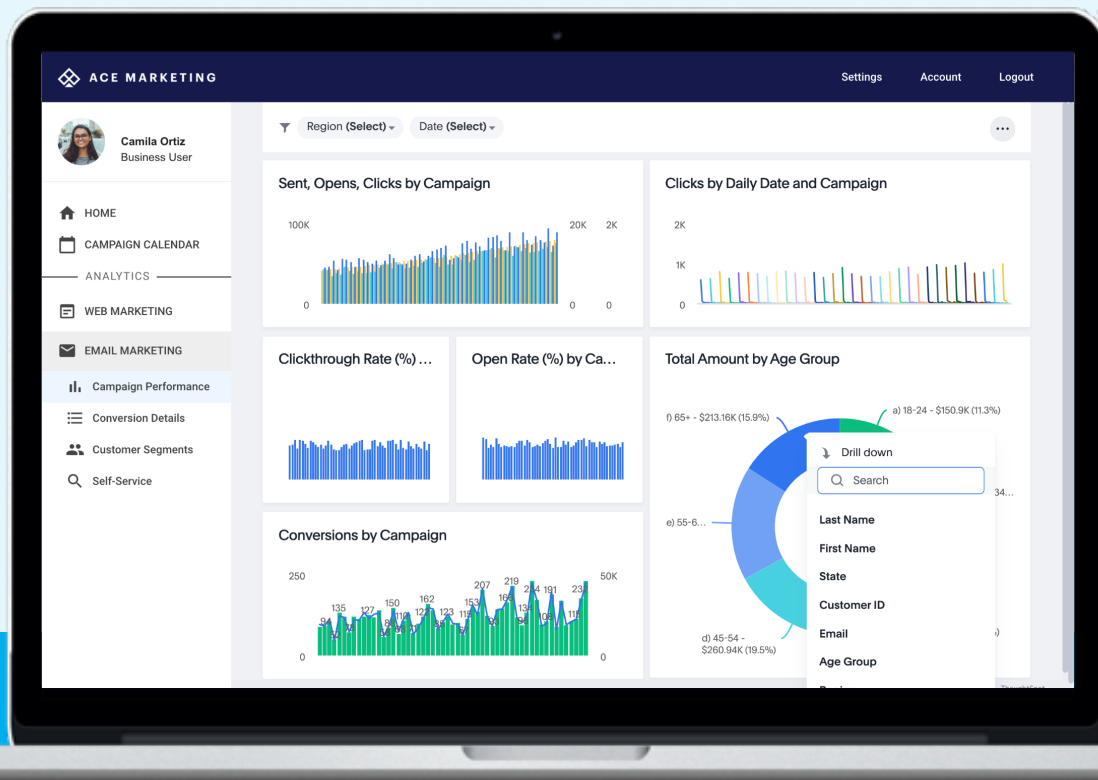 ACE MARKETING
Settings
Account
Logout
Camila Ortiz
Business User
HOME
CAMPAIGN CALENDAR
ANALYTICS
WEB MARKETING
EMAIL MARKETING
Campaign Performance
Conversion Details
Customer Segments
Self-Service
Region (Select)
Date (Select)
Sent, Opens, Clicks by Campaign
100K
20K
2K
0
0
0
Clicks by Daily Date and Campaign
2K
1K
0
Clickthrough Rate (%) ...
Open Rate (%) by Ca...
Conversions by Campaign
250
50K
0
0
135
127
150
162
123
153
207
219
191
Total Amount by Age Group
f) 65+ - $213.16K (15.9%)
a) 18-24 - $150.9K (11.3%)
34...
e) 55-6...
d) 45-54 -
$260.94K (19.5%)
Drill down
Search
Last Name
First Name
State
Customer ID
Email
Age Group